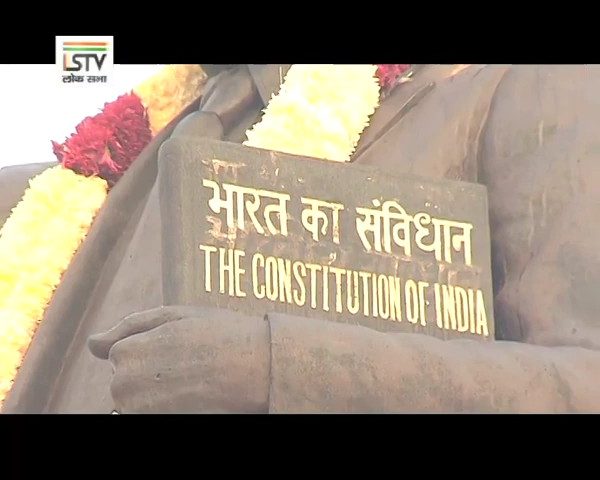 LSTV
लोक सभा
भारत का संविधान
THE CONSTITUTION OF INDIA